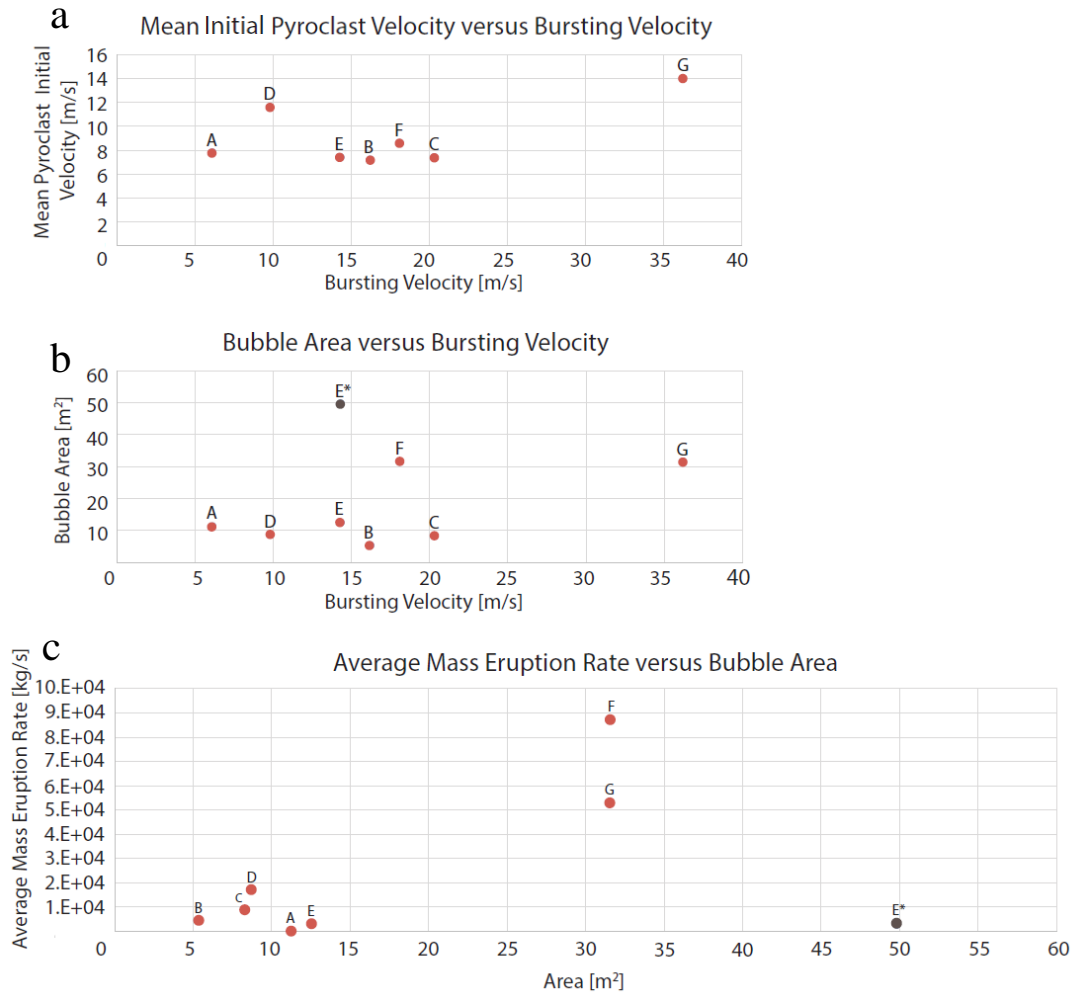 a
Mean Initial Pyroclast Velocity versus Bursting Velocity
Mean Pyroclast Initial
Velocity [m/s]
16
14
12
10
8
6
4
2
0
G
D
A
E
B
F
C
5 10 15 20 25 30 35 40
Bursting Velocity [m/s]
b
Bubble Area versus Bursting Velocity
Bubble Area [m²]
60
50
40
30
20
10
E*
F
G
A
D
E
B
C
0 5 10 15 20 25 30 35 40
Bursting Velocity [m/s]
c
Average Mass Eruption Rate versus Bubble Area
Average Mass Eruption Rate [kg/s]
10.E+04
9.E+04
8.E+04
7.E+04
6.E+04
5.E+04
4.E+04
3.E+04
2.E+04
1.E+04
F
G
D
C
B
A
E
E*
0 5 10 15 20 25 30 35 40 45 50 55 60
Area [m²]